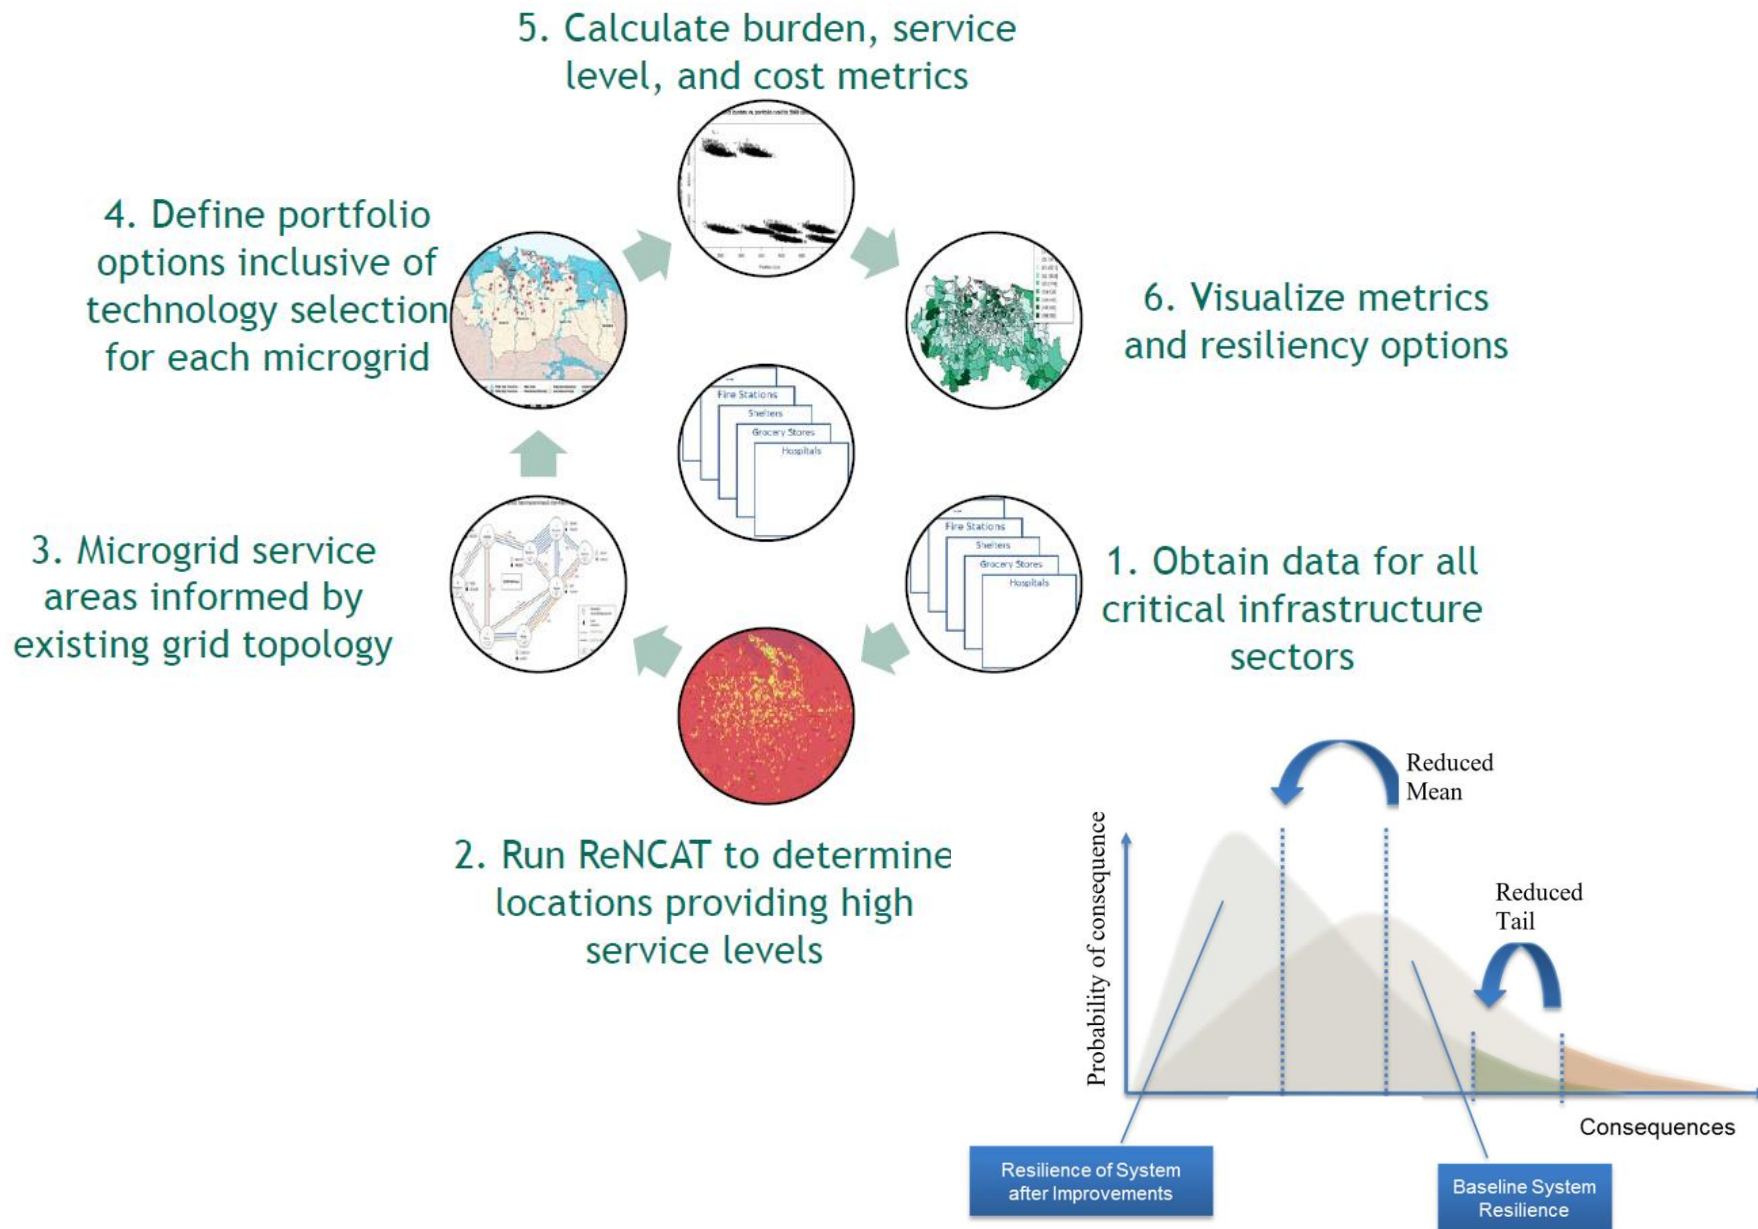 5. Calculate burden, service
level, and cost metrics
4. Define portfolio
options inclusive of
technology selection
for each microgrid
6. Visualize metrics
and resiliency options
Fire Stations
Shelters
Grocery Stores
Hospitals
3. Microgrid service
areas informed by
existing grid topology
Fire Stations
Shelters
Grocery Stores
Hospitals
1. Obtain data for all
critical infrastructure
sectors
2. Run ReNCAT to determine
locations providing high
service levels
Reduced
Mean
Reduced
Tail
Probability of consequence
Consequences
Resilience of System
after Improvements
Baseline System
Resilience